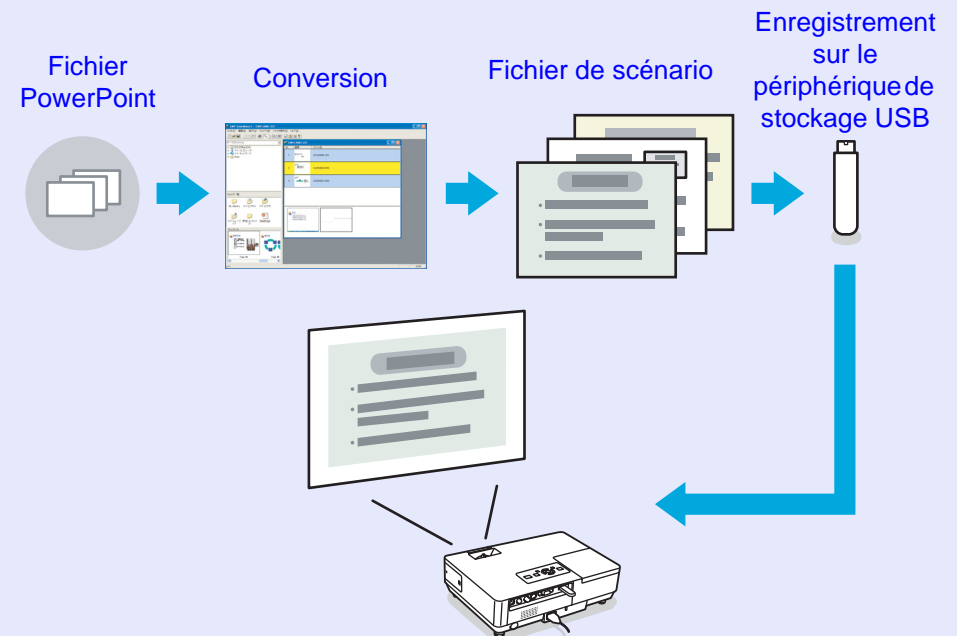 Fichier
PowerPoint
Conversion
Fichier de scénario
Enregistrement
sur le
périphérique de
stockage USB